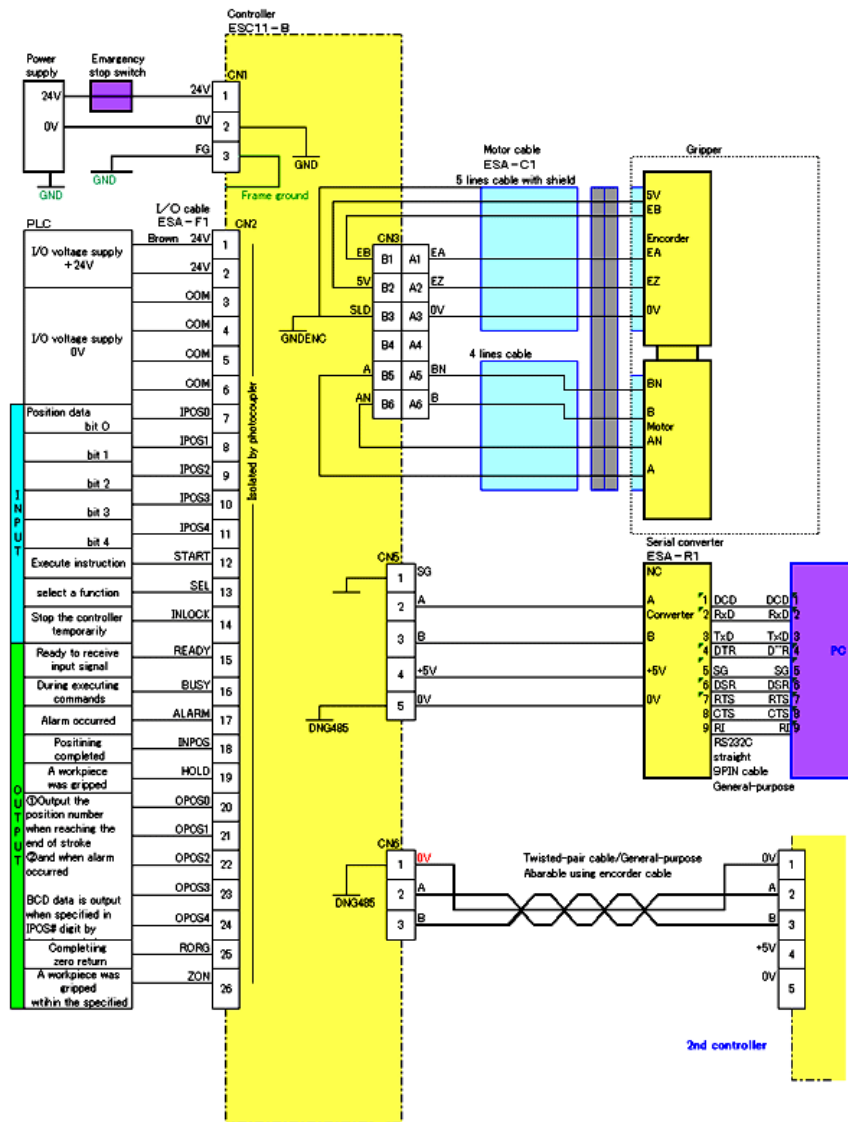 Controller
ESC11-B
Power
supply
Emargency
stop switch
CN1
24V
24V
1
0V
0V
2
FG
3
GND
GND
GND
Frame ground
PLC
I/O cable
ESA-F1
CN2
I/O voltage supply
+24V
Brown 24V
1
24V
2
I/O voltage supply
0V
COM
3
COM
4
COM
5
COM
6
INPUT
Position data
bit 0
IPOS0
7
bit 1
IPOS1
8
bit 2
IPOS2
9
bit 3
IPOS3
10
bit 4
IPOS4
11
Execute instruction
START
12
select a function
SEL
13
Stop the controller
temporarily
INLOCK
14
OUTPUT
Ready to receive
input signal
READY
15
During executing
commands
BUSY
16
Alarm occurred
ALARM
17
Positining
completed
INPOS
18
A workpiece
was gripped
HOLD
19
①Output the
position number
when reaching the
end of stroke
②and when alarm
occurred
BCD data is output
when specified in
IPOS# digit by
OPOS0
20
OPOS1
21
OPOS2
22
OPOS3
23
OPOS4
24
Completiing
zero return
RORG
25
A workpiece was
gripped
wtihin the specified
ZON
26
Isolated by photocoupler
Motor cable
ESA-C1
5 lines cable with shield
Gripper
CN3
EB B1 A1 EA
5V B2 A2 EZ
SLD B3 A3 0V
B4 A4
A B5 A5 BN
AN B6 A6 B
GNDENC
4 lines cable
5V
EB
Encorder
EA
EZ
0V
BN
B
Motor
AN
A
CN5
1 SG
2 A
3 B
4 +5V
5 0V
DNG485
Serial converter
ESA-R1
NC
A
Converter
B
+5V
0V
1 DCD DCD 1
2 RxD RxD 2
3 TxD TxD 3
4 DTR DTR 4
5 SG SG 5
6 DSR DSR 6
7 RTS RTS 7
8 CTS CTS 8
9 RI RI 9
RS232C
straight
9PIN cable
General-purpose
PC
CN6
1 0V
2 A
3 B
DNG485
Twisted-pair cable/General-purpose
Abarable using encorder cable
0V 1
A 2
B 3
+5V 4
0V 5
2nd controller